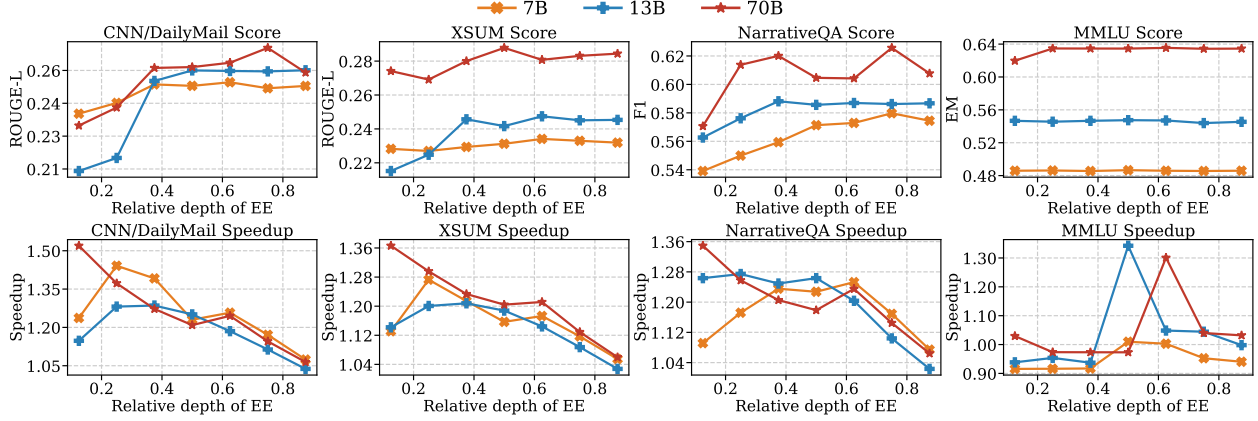 7B 13B 70B
CNN/DailyMail Score XSUM Score NarrativeQA Score MMLU Score
ROUGE-L 0.26 0.24 0.23 0.21
0.2 0.4 0.6 0.8
Relative depth of EE
ROUGE-L 0.28 0.26 0.24 0.22
0.2 0.4 0.6 0.8
Relative depth of EE
F1 0.62 0.60 0.58 0.56 0.54
0.2 0.4 0.6 0.8
Relative depth of EE
EM 0.64 0.60 0.56 0.52 0.48
0.2 0.4 0.6 0.8
Relative depth of EE
CNN/DailyMail Speedup XSUM Speedup NarrativeQA Speedup MMLU Speedup
Speedup 1.50 1.35 1.20 1.05
0.2 0.4 0.6 0.8
Relative depth of EE
Speedup 1.36 1.28 1.20 1.12 1.04
0.2 0.4 0.6 0.8
Relative depth of EE
Speedup 1.36 1.28 1.20 1.12 1.04
0.2 0.4 0.6 0.8
Relative depth of EE
Speedup 1.30 1.20 1.10 1.00 0.90
0.2 0.4 0.6 0.8
Relative depth of EE